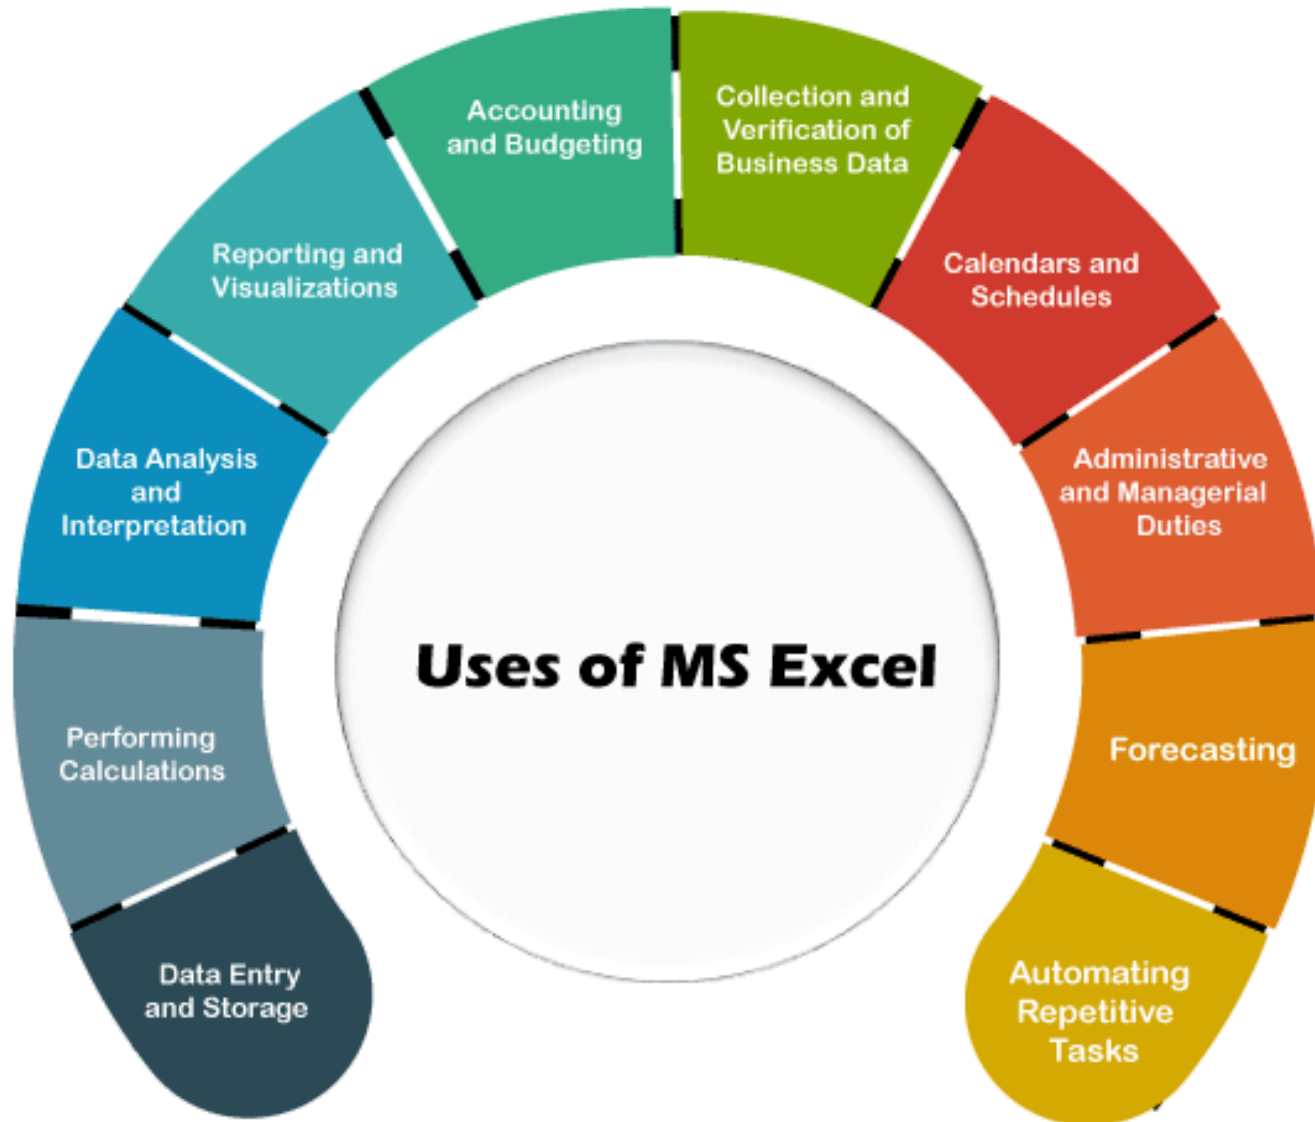 Accounting
and Budgeting
Collection and
Verification of
Business Data
Reporting and
Visualizations
Calendars and
Schedules
Data Analysis
and
Interpretation
Administrative
and Managerial
Duties
Uses of MS Excel
Performing
Calculations
Forecasting
Data Entry
and Storage
Automating
Repetitive
Tasks